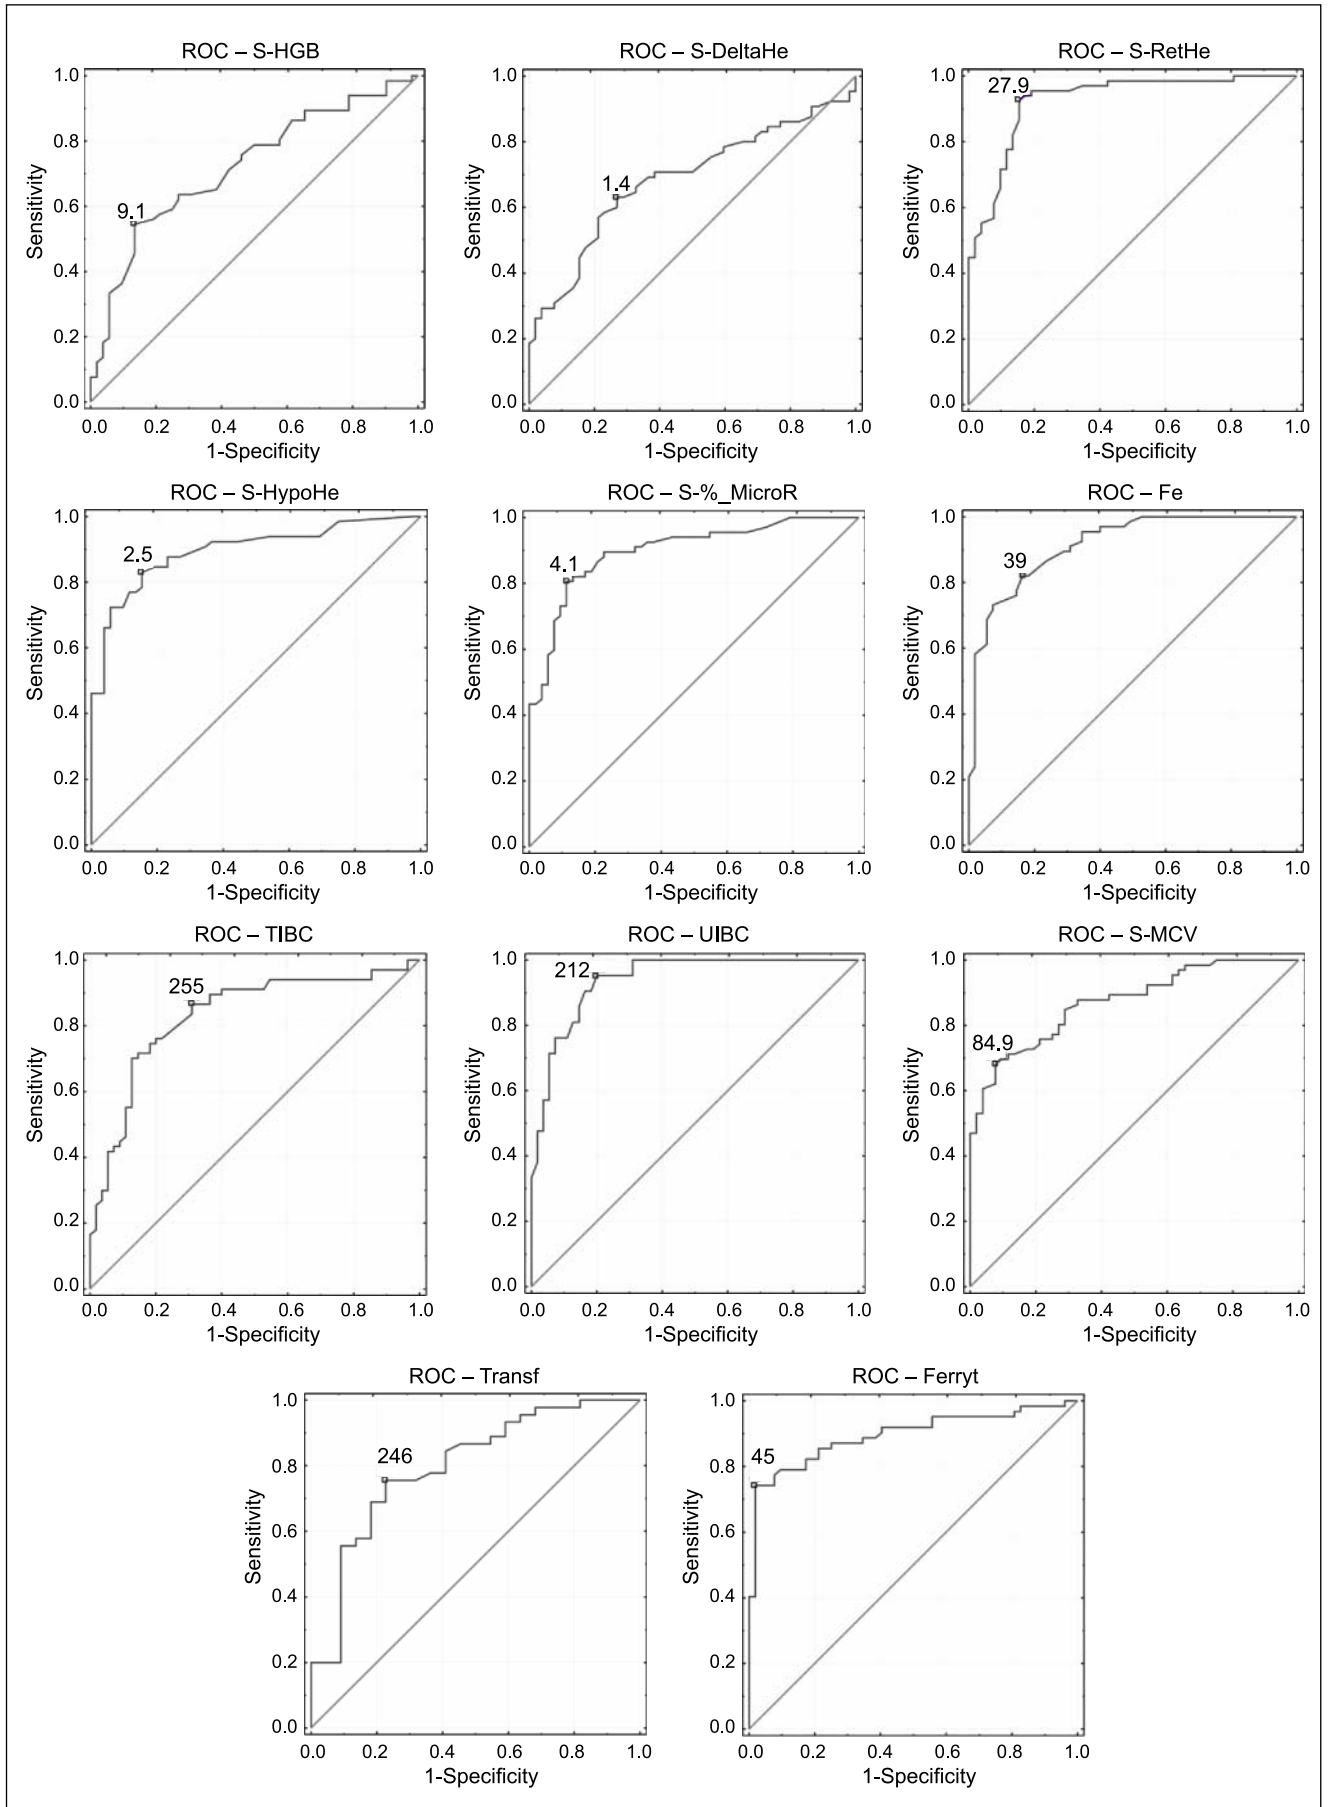 ROC – S-HGB
1.0
0.8
0.6
0.4
0.2
0.0
Sensitivity
9.1
0.0 0.2 0.4 0.6 0.8 1.0
1-Specificity
ROC – S-DeltaHe
1.0
0.8
0.6
0.4
0.2
0.0
Sensitivity
1.4
0.0 0.2 0.4 0.6 0.8 1.0
1-Specificity
ROC – S-RetHe
1.0
0.8
0.6
0.4
0.2
0.0
Sensitivity
27.9
0.0 0.2 0.4 0.6 0.8 1.0
1-Specificity
ROC – S-HypoHe
1.0
0.8
0.6
0.4
0.2
0.0
Sensitivity
2.5
0.0 0.2 0.4 0.6 0.8 1.0
1-Specificity
ROC – S-%_MicroR
1.0
0.8
0.6
0.4
0.2
0.0
Sensitivity
4.1
0.0 0.2 0.4 0.6 0.8 1.0
1-Specificity
ROC – Fe
1.0
0.8
0.6
0.4
0.2
0.0
Sensitivity
39
0.0 0.2 0.4 0.6 0.8 1.0
1-Specificity
ROC – TIBC
1.0
0.8
0.6
0.4
0.2
0.0
Sensitivity
255
0.0 0.2 0.4 0.6 0.8 1.0
1-Specificity
ROC – UIBC
1.0
0.8
0.6
0.4
0.2
0.0
Sensitivity
212
0.0 0.2 0.4 0.6 0.8 1.0
1-Specificity
ROC – S-MCV
1.0
0.8
0.6
0.4
0.2
0.0
Sensitivity
84.9
0.0 0.2 0.4 0.6 0.8 1.0
1-Specificity
ROC – Transf
1.0
0.8
0.6
0.4
0.2
0.0
Sensitivity
246
0.0 0.2 0.4 0.6 0.8 1.0
1-Specificity
ROC – Ferryt
1.0
0.8
0.6
0.4
0.2
0.0
Sensitivity
45
0.0 0.2 0.4 0.6 0.8 1.0
1-Specificity